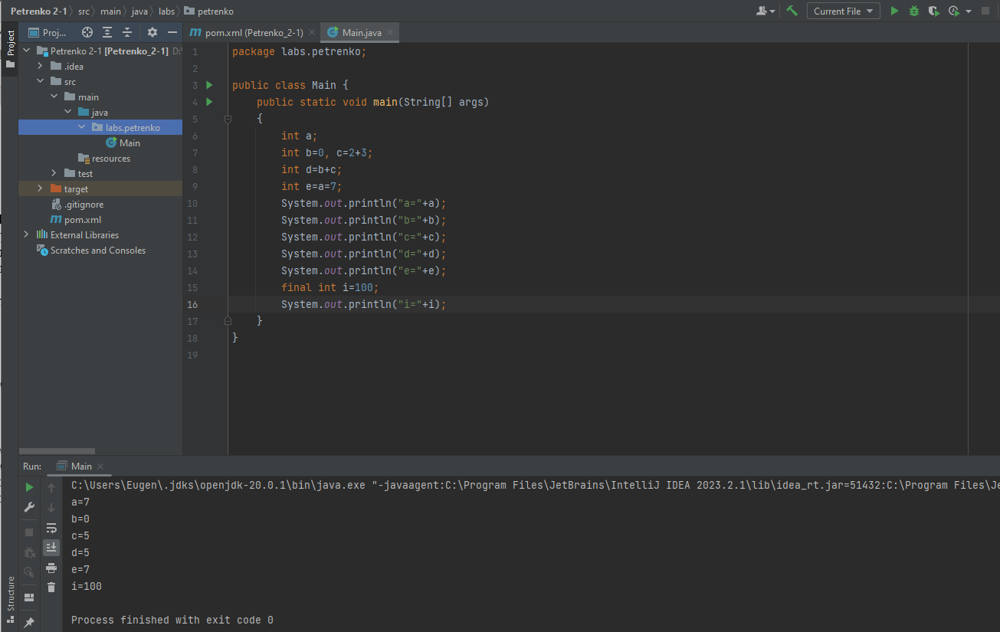 Petrenko 2-1 src main java labs petrenko
Current File
Project
Proj...
pom.xml (Petrenko_2-1)
Main.java
Petrenko 2-1 [Petrenko_2-1] D:\
.idea
src
main
java
labs.petrenko
Main
resources
test
target
.gitignore
pom.xml
External Libraries
Scratches and Consoles
1 package labs.petrenko;
2
3 public class Main {
4 public static void main(String[] args)
5 {
6 int a;
7 int b=0, c=2+3;
8 int d=b+c;
9 int e=a=7;
10 System.out.println("a="+a);
11 System.out.println("b="+b);
12 System.out.println("c="+c);
13 System.out.println("d="+d);
14 System.out.println("e="+e);
15 final int i=100;
16 System.out.println("i="+i);
17 }
18 }
19
Run: Main
C:\Users\Eugen\.jdks\openjdk-20.0.1\bin\java.exe "-javaagent:C:\Program Files\JetBrains\IntelliJ IDEA 2023.2.1\lib\idea_rt.jar=51432:C:\Program Files\Je
a=7
b=0
c=5
d=5
e=7
i=100
Process finished with exit code 0
Structure